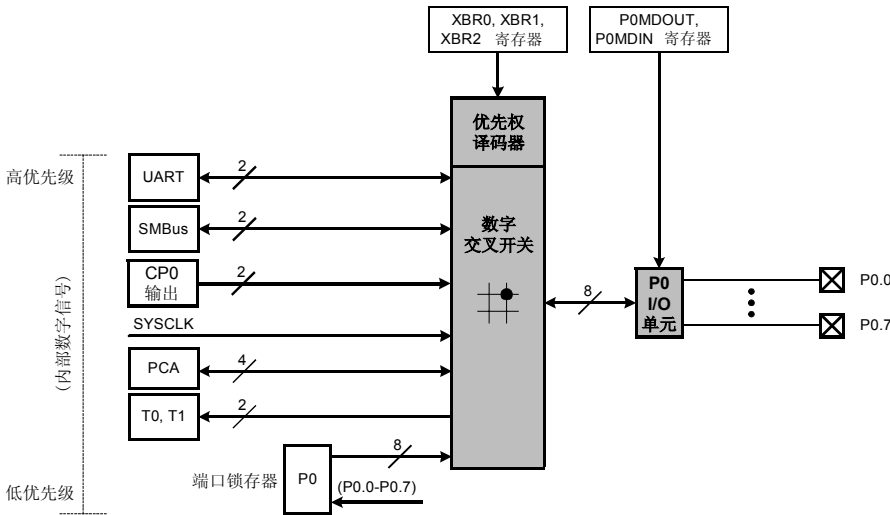 XBR0, XBR1,
XBR2 寄存器
P0MDOUT,
P0MDIN 寄存器
优先权
译码器
高优先级
UART
2
SMBus
2
数字
交叉开关
CP0
输出
2
8
P0
I/O
单元
P0.0
P0.7
(内部数字信号)
SYSCLK
PCA
4
T0, T1
2
端口锁存器
P0
8
(P0.0-P0.7)
低优先级